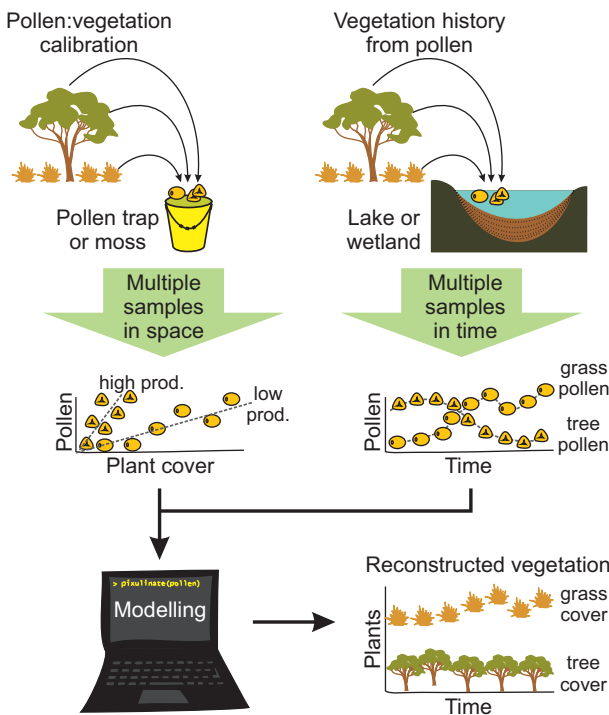 Pollen:vegetation
calibration
Vegetation history
from pollen
Pollen trap
or moss
Lake or
wetland
Multiple
samples
in space
Multiple
samples
in time
high prod.
low
prod.
Pollen
Plant cover
grass
pollen
tree
pollen
Pollen
Time
> pixulinate(pollen)
Modelling
Reconstructed vegetation
grass
cover
tree
cover
Plants
Time